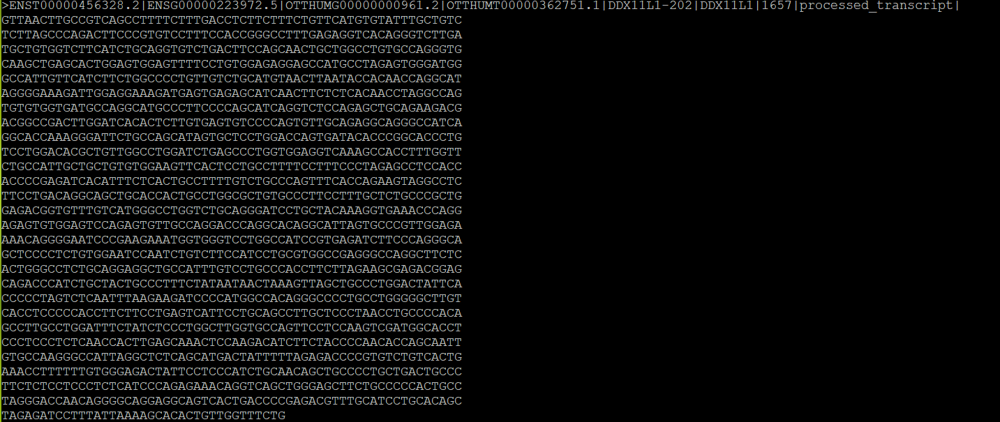 >ENST00000456328.2|ENSG00000223972.5|OTTHUMG00000000961.2|OTTHUMT00000362751.1|DDX11L1-202|DDX11L1|1657|processed_transcript|
GTTAACTTGCCGTCAGCCTTTTCTTTGACCTCTTCTTTCTGTTCATGTGTATTTGCTGTC
TCTTAGCCCAGACTTCCCGTGTCCTTTCCACCGGGCCTTTGAGAGGTCACAGGGTCTTGA
TGCTGTGGTCTTCATCTGCAGGTGTCTGACTTCCAGCAACTGCTGGCCTGTGCCAGGGTG
CAAGCTGAGCACTGGAGTGGAGTTTTCCTGTGGAGAGGAGCCATGCCTAGAGTGGGATGG
GCCATTGTTCATCTTCTGGCCCCTGTTGTCTGCATGTAACTTAATACCACAACCAGGCAT
AGGGGAAAGATTGGAGGAAAGATGAGTGAGAGCATCAACTTCTCTCACAACCTAGGCCAG
TGTGTGGTGATGCCAGGCATGCCCTTCCCCAGCATCAGGTCTCCAGAGCTGCAGAAGACG
ACGGCCGACTTGGATCACACTCTTGTGAGTGTCCCCAGTGTTGCAGAGGCAGGGCCATCA
GGCACCAAAGGGATTCTGCCAGCATAGTGCTCCTGGACCAGTGATACACCCGGCACCCTG
TCCTGGACACGCTGTTGGCCTGGATCTGAGCCCTGGTGGAGGTCAAAGCCACCTTTGGTT
CTGCCATTGCTGCTGTGTGGAAGTTCACTCCTGCCTTTTCCTTTCCCTAGAGCCTCCACC
ACCCCGAGATCACATTTCTCACTGCCTTTTGTCTGCCCAGTTTCACCAGAAGTAGGCCTC
TTCCTGACAGGCAGCTGCACCACTGCCTGGCGCTGTGCCCTTCCTTTGCTCTGCCCGCTG
GAGACGGTGTTTGTCATGGGCCTGGTCTGCAGGGATCCTGCTACAAAGGTGAAACCCAGG
AGAGTGTGGAGTCCAGAGTGTTGCCAGGACCCAGGCACAGGCATTAGTGCCCGTTGGAGA
AAACAGGGGAATCCCGAAGAAATGGTGGGTCCTGGCCATCCGTGAGATCTTCCCAGGGCA
GCTCCCCTCTGTGGAATCCAATCTGTCTTCCATCCTGCGTGGCCGAGGGCCAGGCTTCTC
ACTGGGCCTCTGCAGGAGGCTGCCATTTGTCCTGCCCACCTTCTTAGAAGCGAGACGGAG
CAGACCCATCTGCTACTGCCCTTTCTATAATAACTAAAGTTAGCTGCCCTGGACTATTCA
CCCCCTAGTCTCAATTTAAGAAGATCCCCATGGCCACAGGGCCCCTGCCTGGGGGCTTGT
CACCTCCCCCACCTTCTTCCTGAGTCATTCCTGCAGCCTTGCTCCCTAACCTGCCCCACA
GCCTTGCCTGGATTTCTATCTCCCTGGCTTGGTGCCAGTTCCTCCAAGTCGATGGCACCT
CCCTCCCTCTCAACCACTTGAGCAAACTCCAAGACATCTTCTACCCCAACACCAGCAATT
GTGCCAAGGGCCATTAGGCTCTCAGCATGACTATTTTTAGAGACCCCGTGTCTGTCACTG
AAACCTTTTTTGTGGGAGACTATTCCTCCCATCTGCAACAGCTGCCCCTGCTGACTGCCC
TTCTCTCCTCCCTCTCATCCCAGAGAAACAGGTCAGCTGGGAGCTTCTGCCCCCACTGCC
TAGGGACCAACAGGGGCAGGAGGCAGTCACTGACCCCGAGACGTTTGCATCCTGCACAGC
TAGAGATCCTTTATTAAAAGCACACTGTTGGTTTCTG